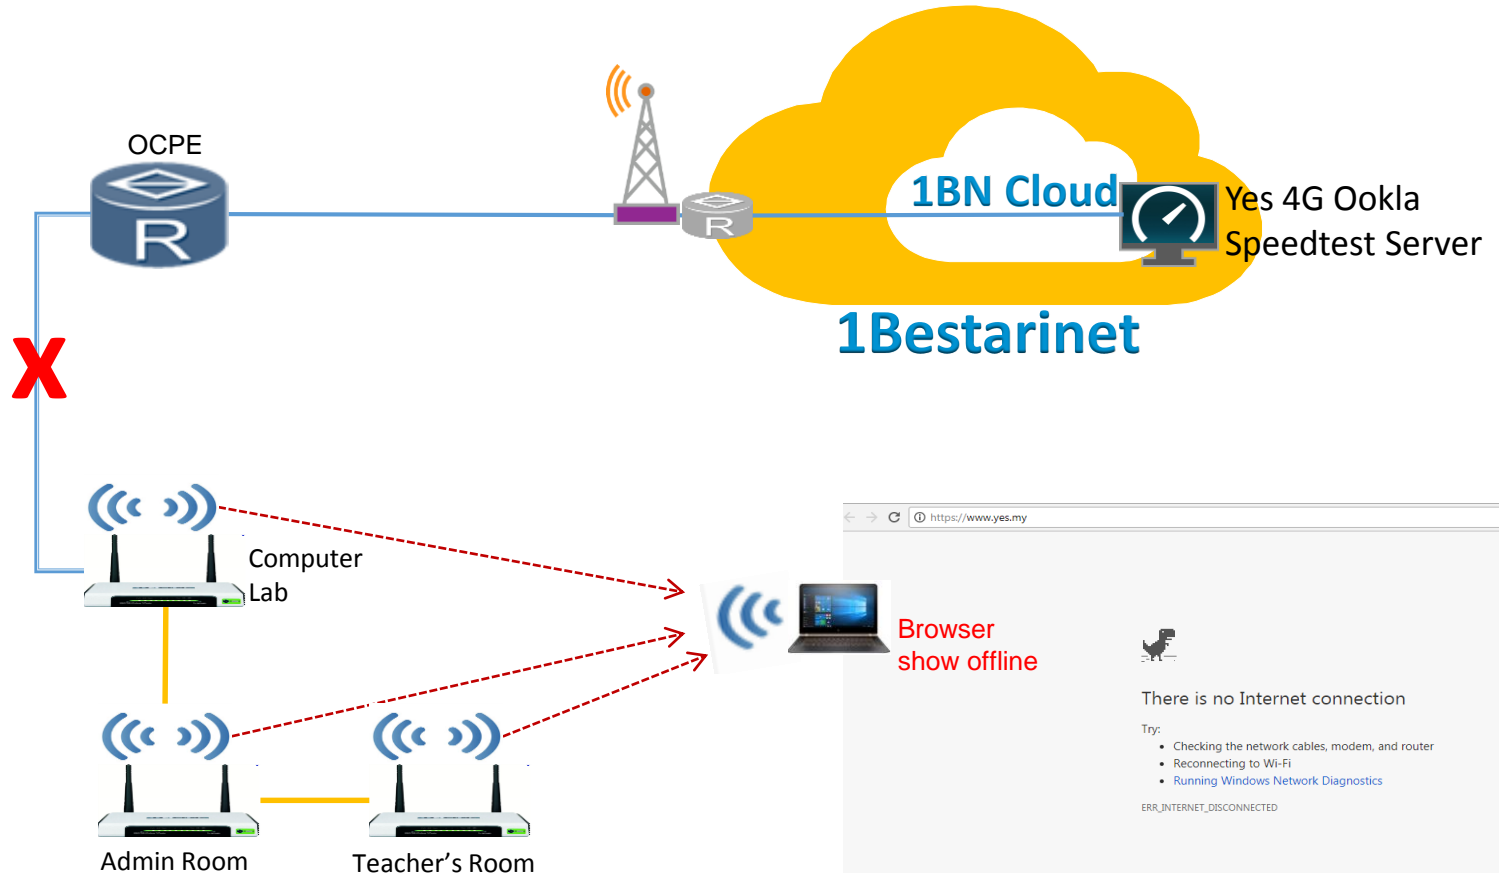 OCPE
R
R
1BN Cloud
Yes 4G Ookla
Speedtest Server
1Bestarinet
X
Computer
Lab
https://www.yes.my
Browser
show offline
There is no Internet connection
Try:
• Checking the network cables, modem, and router
• Reconnecting to Wi-Fi
• Running Windows Network Diagnostics
ERR_INTERNET_DISCONNECTED
Admin Room
Teacher’s Room